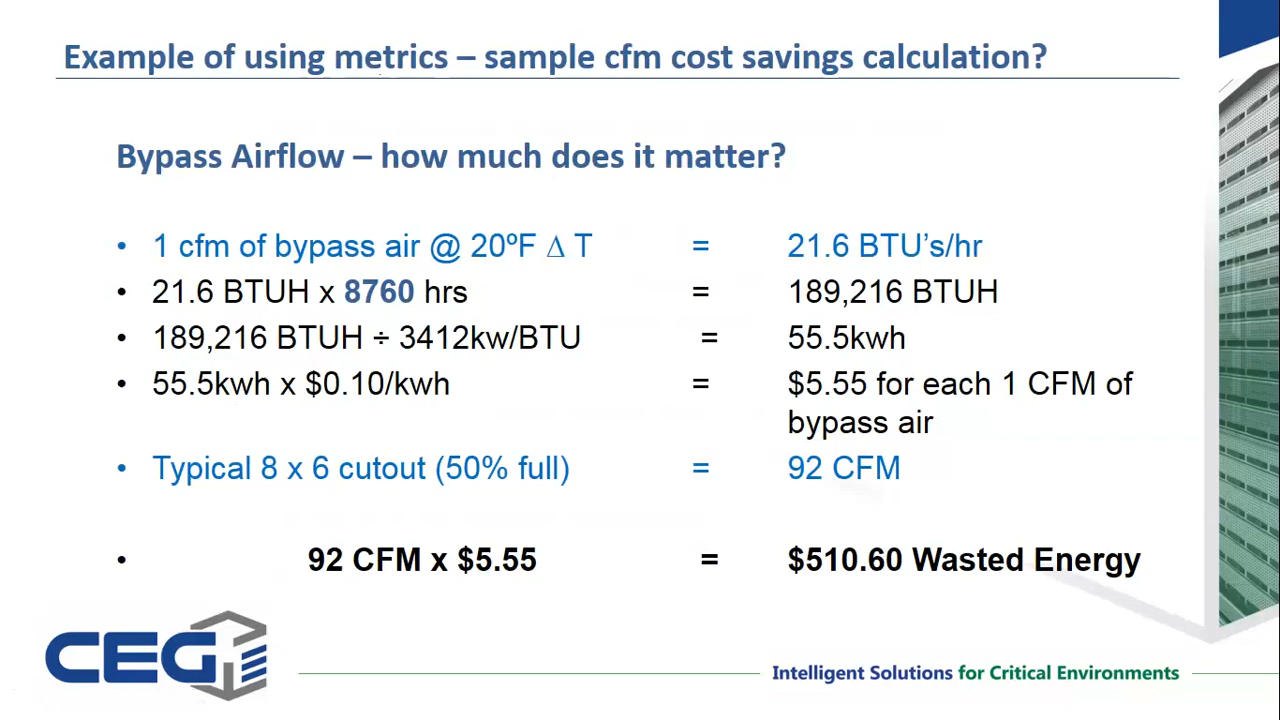 Example of using metrics – sample cfm cost savings calculation?
Bypass Airflow – how much does it matter?
• 1 cfm of bypass air @ 20ºF ∆ T = 21.6 BTU’s/hr
• 21.6 BTUH x 8760 hrs = 189,216 BTUH
• 189,216 BTUH ÷ 3412kw/BTU = 55.5kwh
• 55.5kwh x $0.10/kwh = $5.55 for each 1 CFM of
bypass air
• Typical 8 x 6 cutout (50% full) = 92 CFM
• 92 CFM x $5.55 = $510.60 Wasted Energy
CEG
Intelligent Solutions for Critical Environments